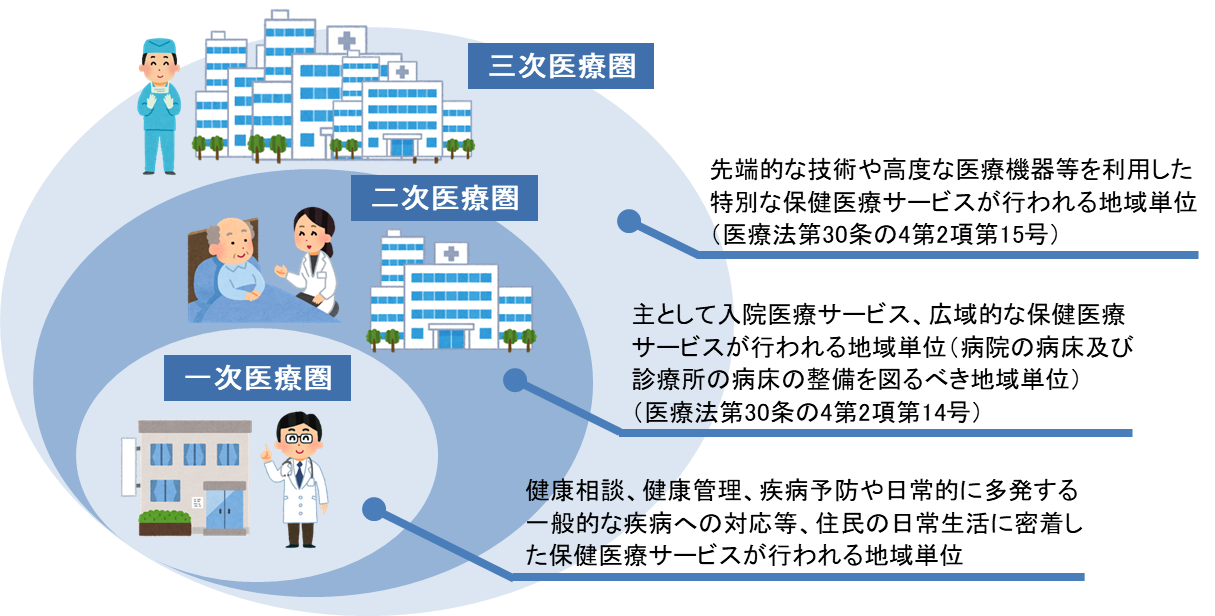 三次医療圏
先端的な技術や高度な医療機器等を利用した
特別な保健医療サービスが行われる地域単位
（医療法第30条の4第2項第15号）
二次医療圏
主として入院医療サービス、広域的な保健医療
サービスが行われる地域単位（病院の病床及び
診療所の病床の整備を図るべき地域単位）
（医療法第30条の4第2項第14号）
一次医療圏
健康相談、健康管理、疾病予防や日常的に多発する
一般的な疾病への対応等、住民の日常生活に密着し
た保健医療サービスが行われる地域単位